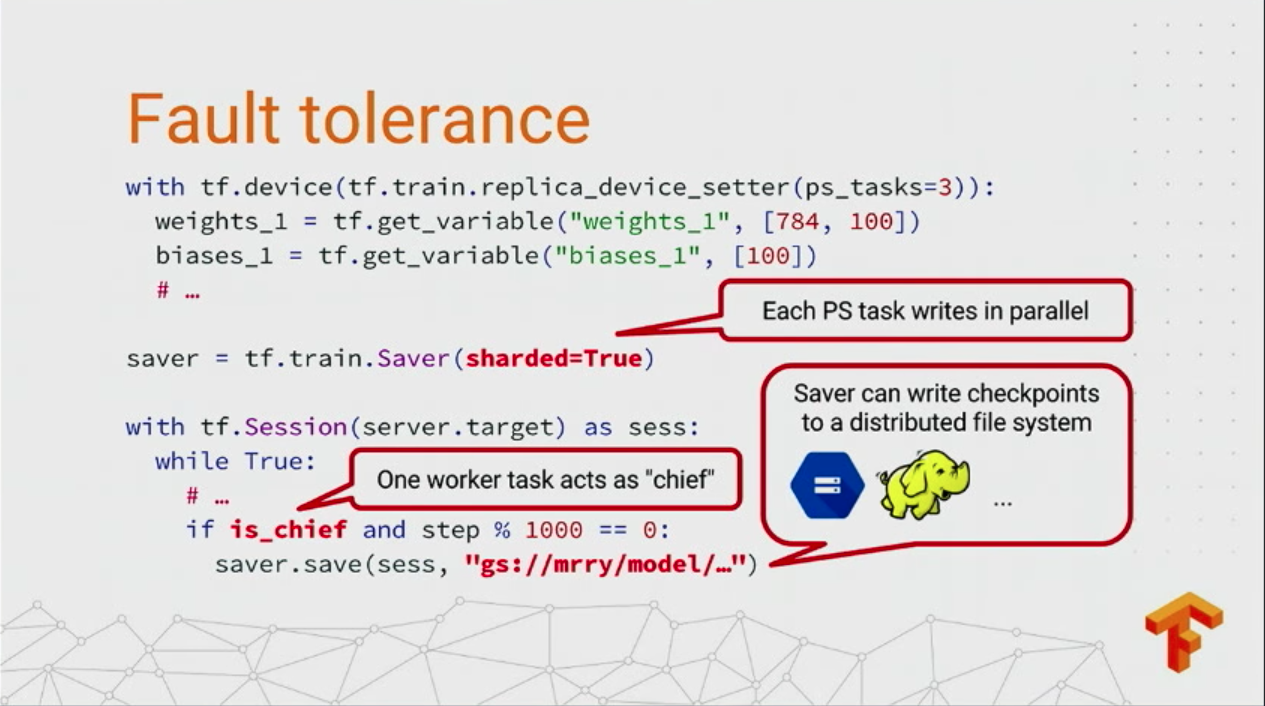 Fault tolerance
with tf.device(tf.train.replica_device_setter(ps_tasks=3)):
  weights_1 = tf.get_variable("weights_1", [784, 100])
  biases_1 = tf.get_variable("biases_1", [100])
  # …
Each PS task writes in parallel
saver = tf.train.Saver(sharded=True)
Saver can write checkpoints
to a distributed file system
...
with tf.Session(server.target) as sess:
  while True:
One worker task acts as "chief"
    # …
    if is_chief and step % 1000 == 0:
      saver.save(sess, "gs://mrry/model/…")